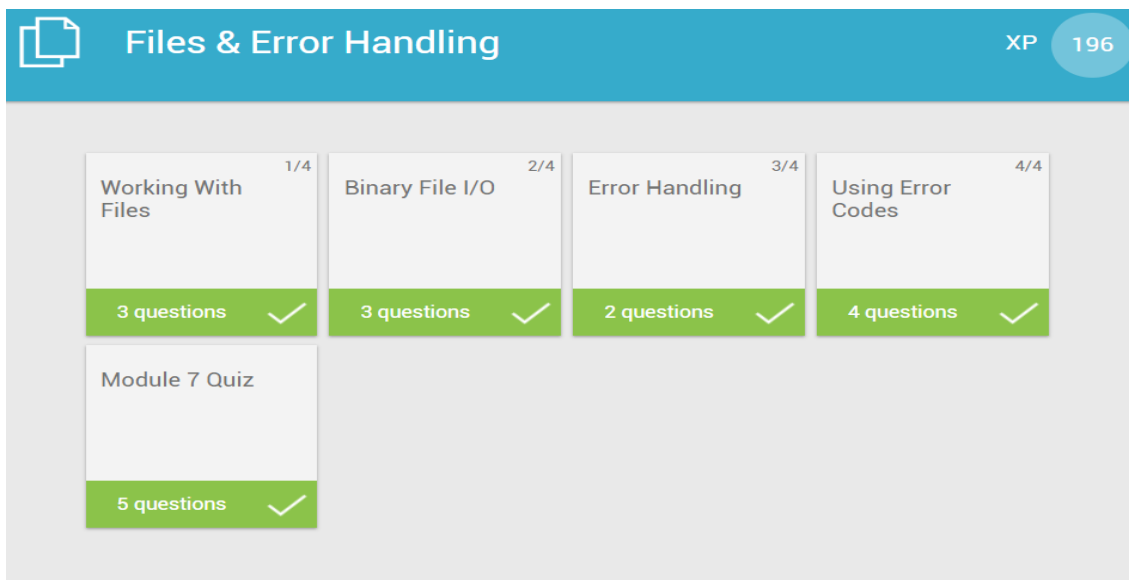 Files & Error Handling
XP 196
1/4
Working With
Files
3 questions
2/4
Binary File I/O
3 questions
3/4
Error Handling
2 questions
4/4
Using Error
Codes
4 questions
Module 7 Quiz
5 questions